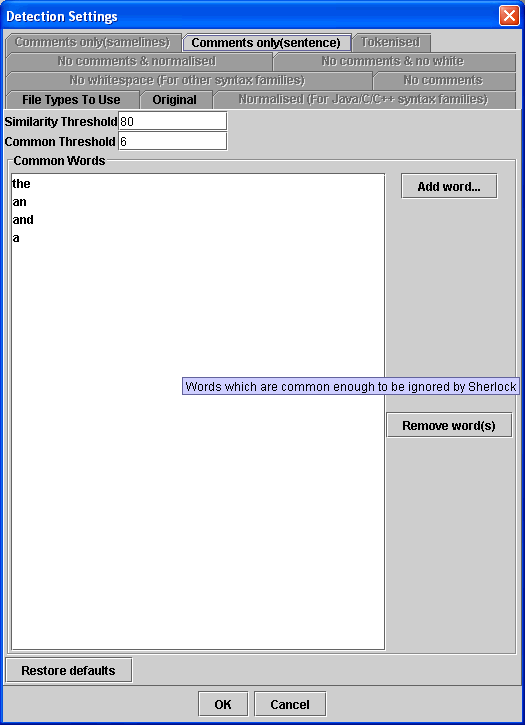 Detection Settings
Comments only(samelines) Comments only(sentence) Tokenised
No comments & normalised No comments & no white
No whitespace (For other syntax families) No comments
File Types To Use Original Normalised (For Java/C/C++ syntax families)
Similarity Threshold 80
Common Threshold 6
Common Words
the Add word...
an
and
a
Words which are common enough to be ignored by Sherlock
Remove word(s)
Restore defaults
OK Cancel